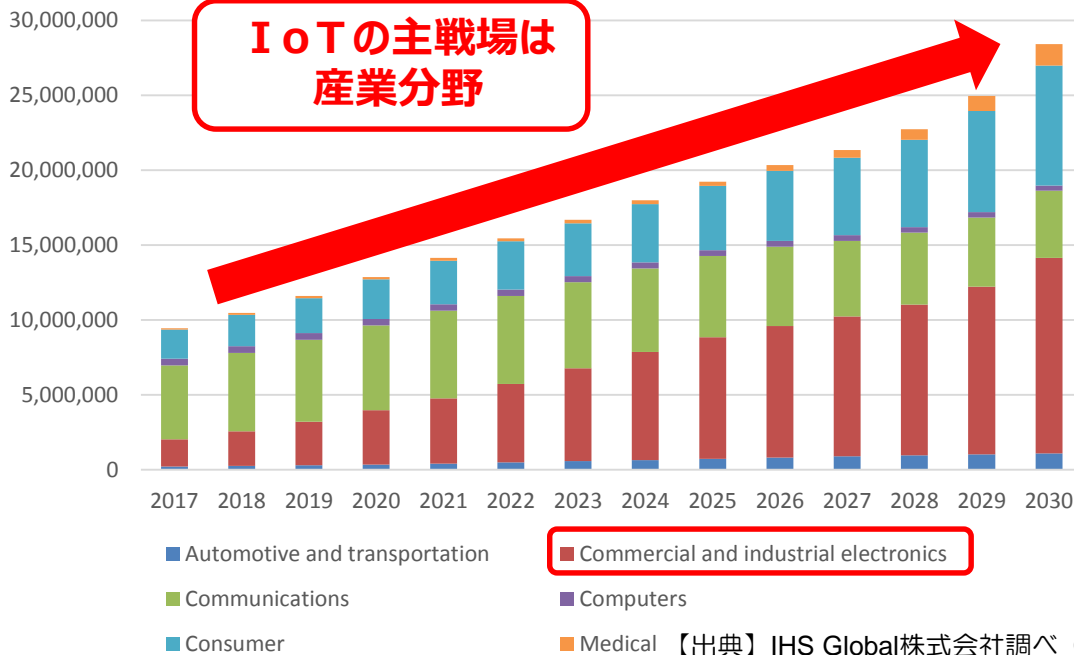 30,000,000
25,000,000
20,000,000
15,000,000
10,000,000
5,000,000
0
ＩｏＴの主戦場は
産業分野
2017 2018 2019 2020 2021 2022 2023 2024 2025 2026 2027 2028 2029 2030
Automotive and transportation
Commercial and industrial electronics
Communications
Computers
Consumer
Medical
【出典】IHS Global株式会社調べ